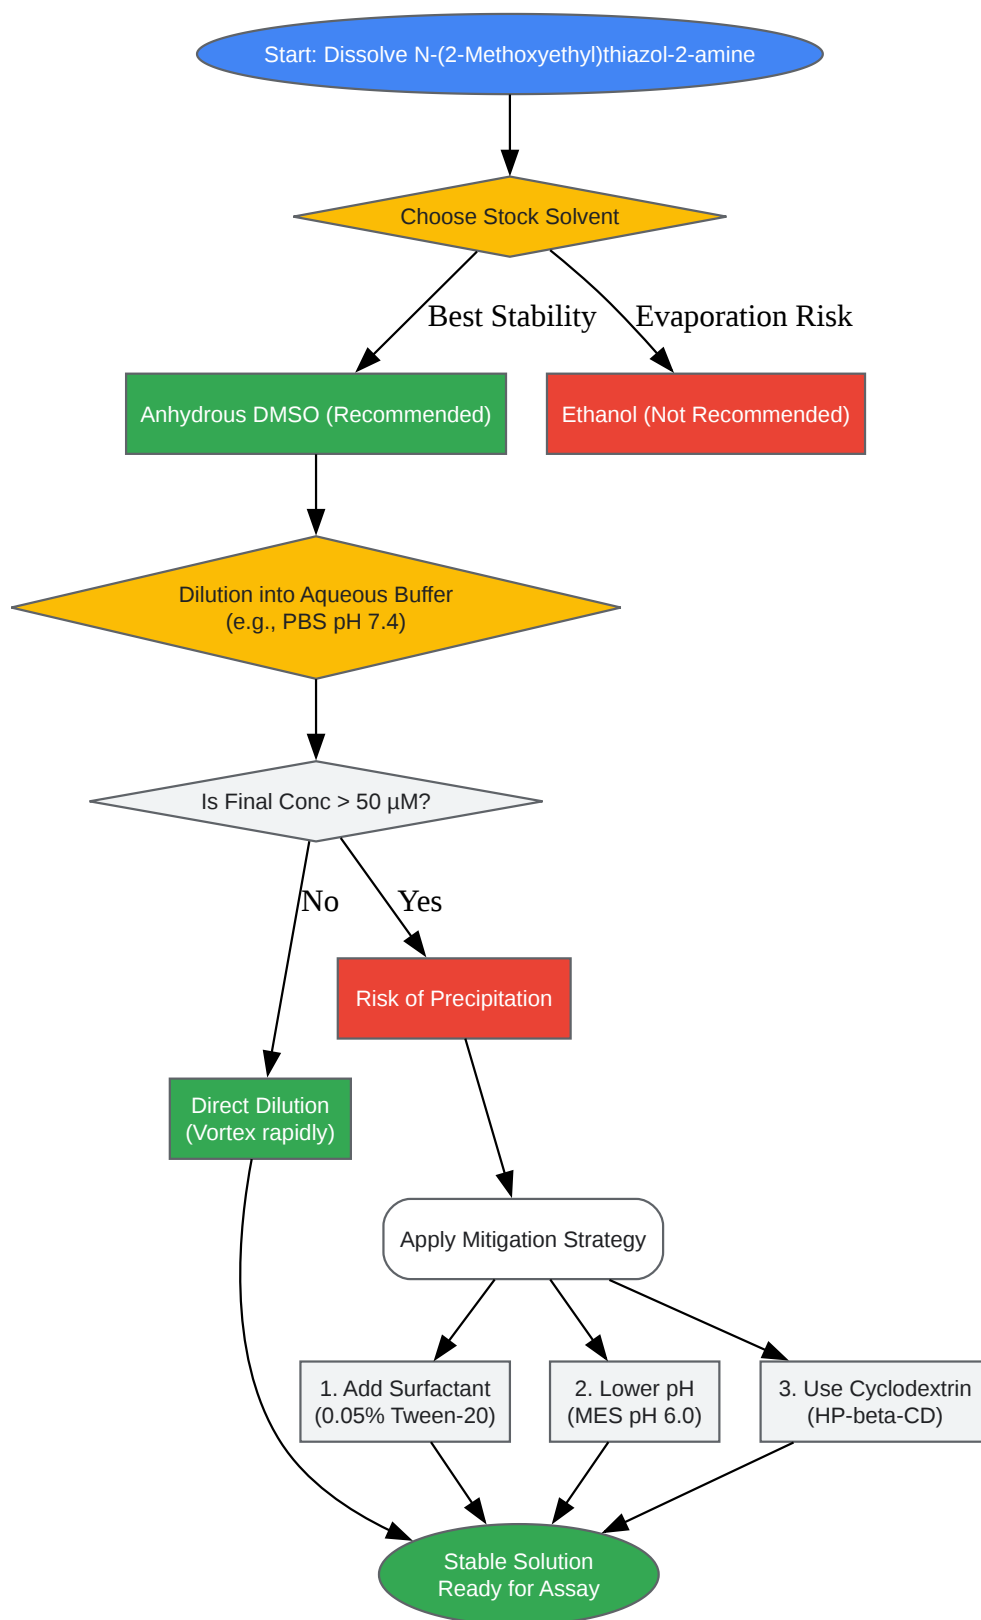 Start: Dissolve N-(2-Methoxyethyl)thiazol-2-amine
Choose Stock Solvent
Best Stability
Evaporation Risk
Anhydrous DMSO (Recommended)
Ethanol (Not Recommended)
Dilution into Aqueous Buffer
(e.g., PBS pH 7.4)
Is Final Conc > 50 µM?
No
Yes
Risk of Precipitation
Direct Dilution
(Vortex rapidly)
Apply Mitigation Strategy
1. Add Surfactant
(0.05% Tween-20)
2. Lower pH
(MES pH 6.0)
3. Use Cyclodextrin
(HP-beta-CD)
Stable Solution
Ready for Assay